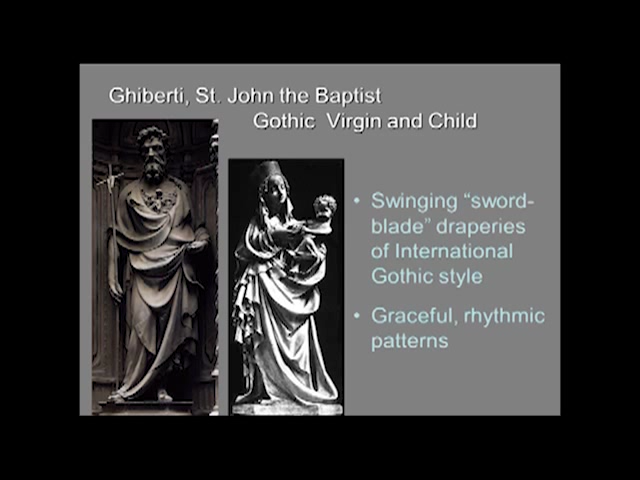 Ghiberti, St. John the Baptist
Gothic Virgin and Child
• Swinging “sword-
blade” draperies
of International
Gothic style
• Graceful, rhythmic
patterns